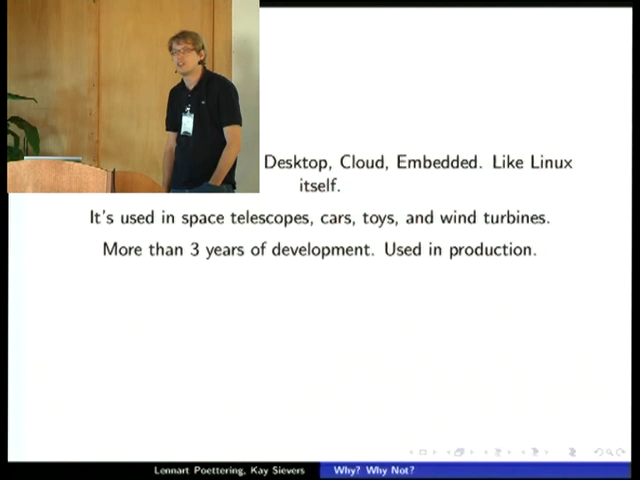 Desktop, Cloud, Embedded. Like Linux
itself.
It's used in space telescopes, cars, toys, and wind turbines.
More than 3 years of development. Used in production.
Lennart Poettering, Kay Sievers
Why? Why Not?